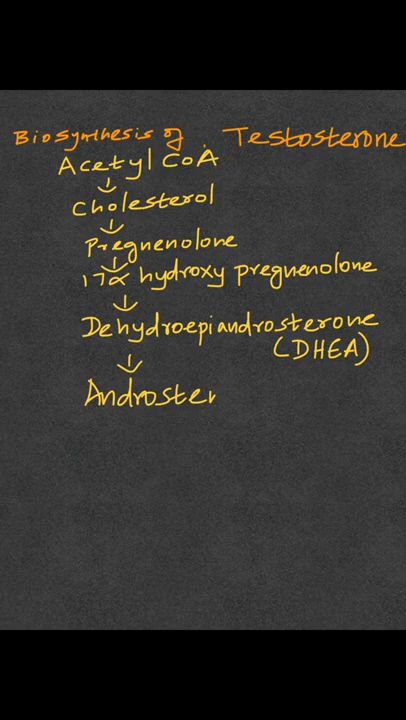 Biosynthesis of Testosterone
Acetyl CoA
↓
Cholesterol
↓
Pregnenolone
↓
17α hydroxy pregnenolone
↓
Dehydroepiandrosterone
(DHEA)
↓
Androster